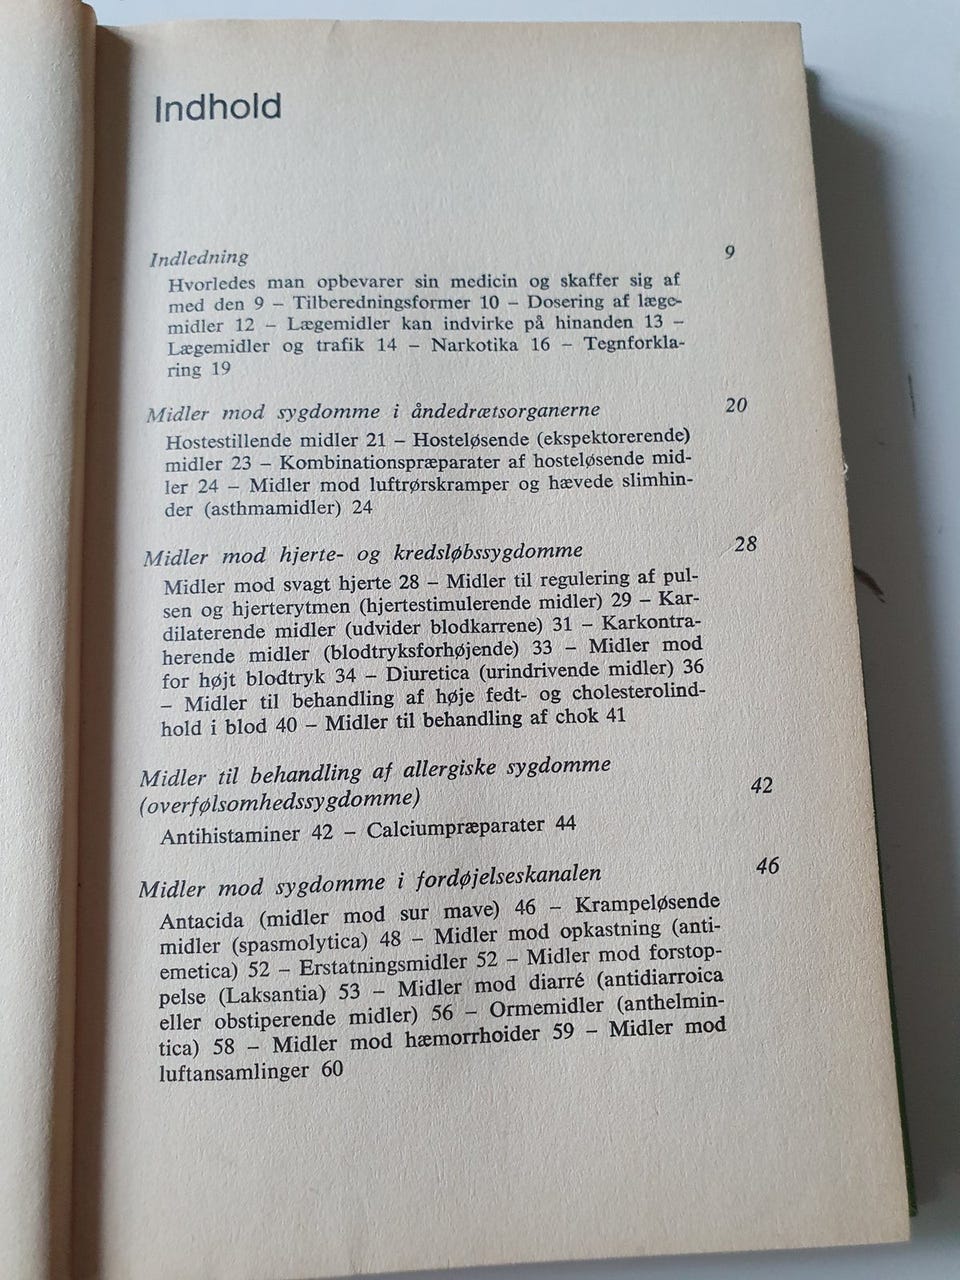 Indhold
Indledning 9
Hvorledes man opbevarer sin medicin og skaffer sig af
med den 9 – Tilberedningsformer 10 – Dosering af læge-
midler 12 – Lægemidler kan indvirke på hinanden 13 –
Lægemidler og trafik 14 – Narkotika 16 – Tegnforkla-
ring 19
Midler mod sygdomme i åndedrætsorganerne 20
Hostestillende midler 21 – Hosteløsende (ekspektorerende)
midler 23 – Kombinationspræparater af hosteløsende mid-
ler 24 – Midler mod luftrørskramper og hævede slimhin-
der (asthmamidler) 24
Midler mod hjerte- og kredsløbssygdomme 28
Midler mod svagt hjerte 28 – Midler til regulering af pul-
sen og hjerterytmen (hjertestimulerende midler) 29 – Kar-
dilaterende midler (udvider blodkarrene) 31 – Karkontra-
herende midler (blodtryksforhøjende) 33 – Midler mod
for højt blodtryk 34 – Diuretica (urindrivende midler) 36
– Midler til behandling af høje fedt- og cholesterolind-
hold i blod 40 – Midler til behandling af chok 41
Midler til behandling af allergiske sygdomme
(overfølsomhedssygdomme) 42
Antihistaminer 42 – Calciumpræparater 44
Midler mod sygdomme i fordøjelseskanalen 46
Antacida (midler mod sur mave) 46 – Krampeløsende
midler (spasmolytica) 48 – Midler mod opkastning (anti-
emetica) 52 – Erstatningsmidler 52 – Midler mod forstop-
pelse (Laksantia) 53 – Midler mod diarré (antidiarroica
eller obstiperende midler) 56 – Ormemidler (anthelmin-
tica) 58 – Midler mod hæmorrhoider 59 – Midler mod
luftansamlinger 60